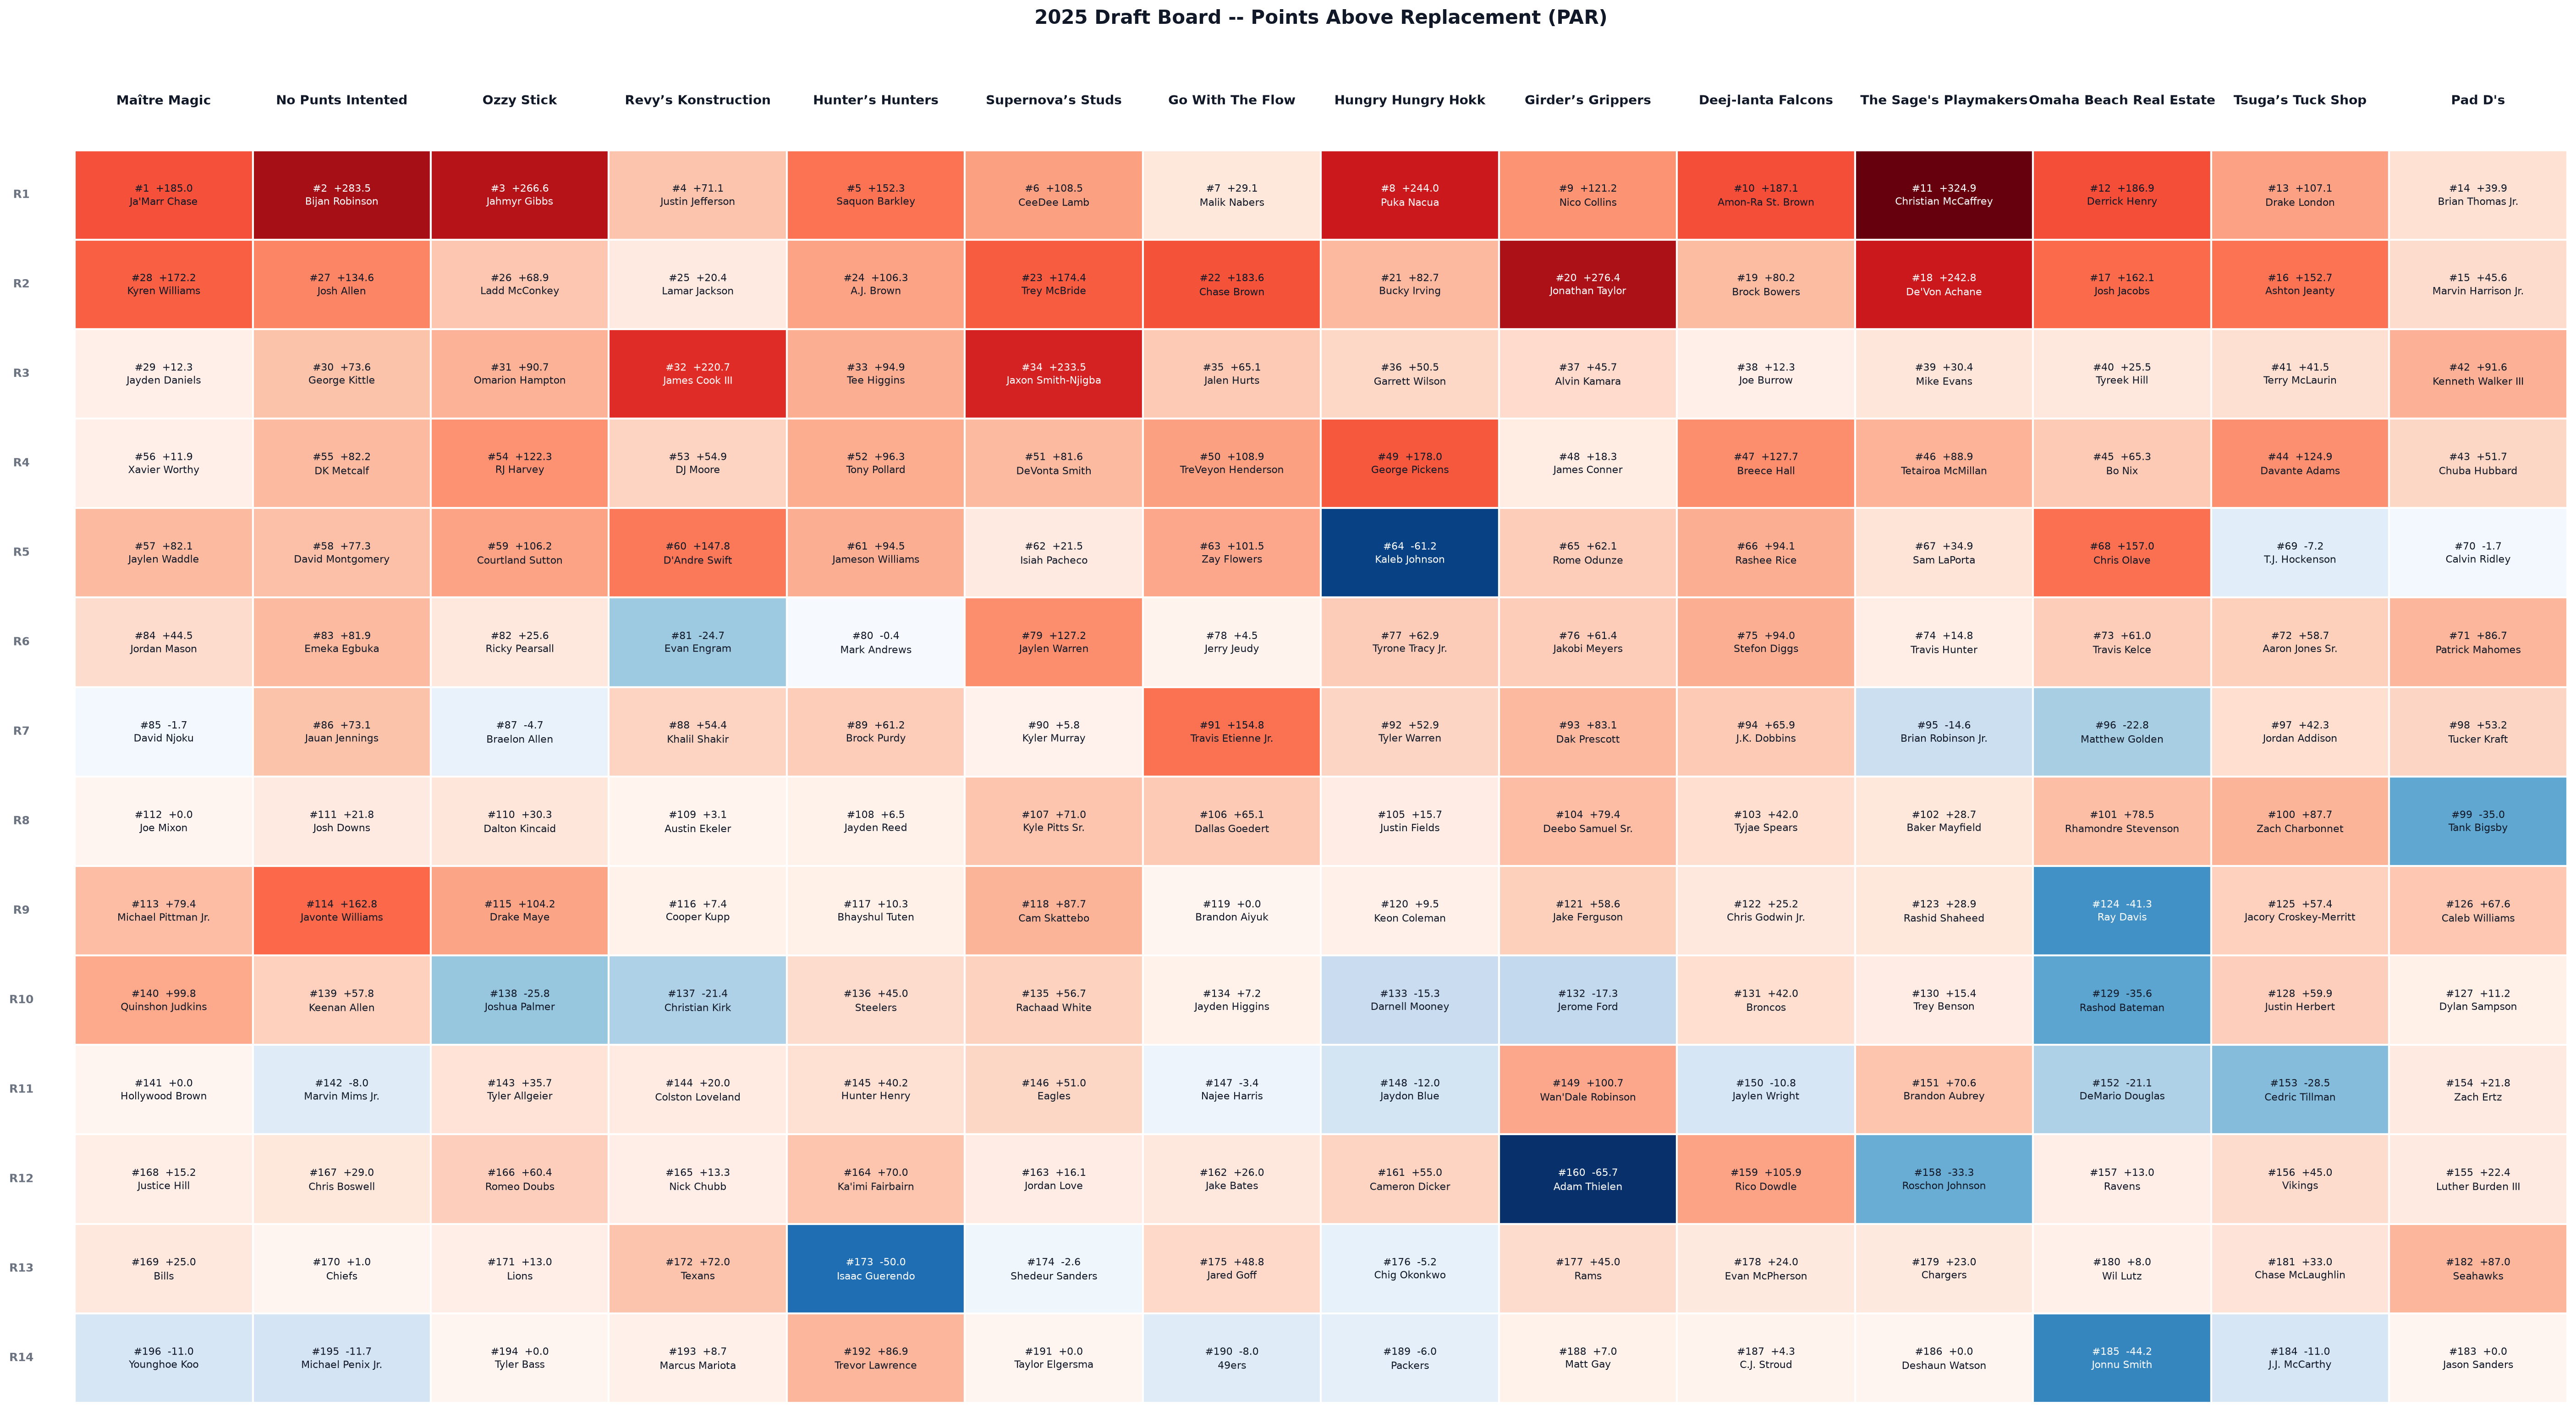 2025 Draft Board -- Points Above Replacement (PAR)
Maître Magic No Punts Intented Ozzy Stick Revy’s Konstruction Hunter’s Hunters Supernova’s Studs Go With The Flow Hungry Hungry Hokk Girder’s Grippers Deej-lanta Falcons The Sage's Playmakers Omaha Beach Real Estate Tsuga’s Tuck Shop Pad D's
R1
#1 +185.0 #2 +283.5 #3 +266.6 #4 +71.1 #5 +152.3 #6 +108.5 #7 +29.1 #8 +244.0 #9 +121.2 #10 +187.1 #11 +324.9 #12 +186.9 #13 +107.1 #14 +39.9
Ja'Marr Chase Bijan Robinson Jahmyr Gibbs Justin Jefferson Saquon Barkley CeeDee Lamb Malik Nabers Puka Nacua Nico Collins Amon-Ra St. Brown Christian McCaffrey Derrick Henry Drake London Brian Thomas Jr.
R2
#28 +172.2 #27 +134.6 #26 +68.9 #25 +20.4 #24 +106.3 #23 +174.4 #22 +183.6 #21 +82.7 #20 +276.4 #19 +80.2 #18 +242.8 #17 +162.1 #16 +152.7 #15 +45.6
Kyren Williams Josh Allen Ladd McConkey Lamar Jackson A.J. Brown Trey McBride Chase Brown Bucky Irving Jonathan Taylor Brock Bowers De'Von Achane Josh Jacobs Ashton Jeanty Marvin Harrison Jr.
R3
#29 +12.3 #30 +73.6 #31 +90.7 #32 +220.7 #33 +94.9 #34 +233.5 #35 +65.1 #36 +50.5 #37 +45.7 #38 +12.3 #39 +30.4 #40 +25.5 #41 +41.5 #42 +91.6
Jayden Daniels George Kittle Omarion Hampton James Cook III Tee Higgins Jaxon Smith-Njigba Jalen Hurts Garrett Wilson Alvin Kamara Joe Burrow Mike Evans Tyreek Hill Terry McLaurin Kenneth Walker III
R4
#56 +11.9 #55 +82.2 #54 +122.3 #53 +54.9 #52 +96.3 #51 +81.6 #50 +108.9 #49 +178.0 #48 +18.3 #47 +127.7 #46 +88.9 #45 +65.3 #44 +124.9 #43 +51.7
Xavier Worthy DK Metcalf RJ Harvey DJ Moore Tony Pollard DeVonta Smith TreVeyon Henderson George Pickens James Conner Breece Hall Tetairoa McMillan Bo Nix Davante Adams Chuba Hubbard
R5
#57 +82.1 #58 +77.3 #59 +106.2 #60 +147.8 #61 +94.5 #62 +21.5 #63 +101.5 #64 -61.2 #65 +62.1 #66 +94.1 #67 +34.9 #68 +157.0 #69 -7.2 #70 -1.7
Jaylen Waddle David Montgomery Courtland Sutton D'Andre Swift Jameson Williams Isiah Pacheco Zay Flowers Kaleb Johnson Rome Odunze Rashee Rice Sam LaPorta Chris Olave T.J. Hockenson Calvin Ridley
R6
#84 +44.5 #83 +81.9 #82 +25.6 #81 -24.7 #80 -0.4 #79 +127.2 #78 +4.5 #77 +62.9 #76 +61.4 #75 +94.0 #74 +14.8 #73 +61.0 #72 +58.7 #71 +86.7
Jordan Mason Emeka Egbuka Ricky Pearsall Evan Engram Mark Andrews Jaylen Warren Jerry Jeudy Tyrone Tracy Jr. Jakobi Meyers Stefon Diggs Travis Hunter Travis Kelce Aaron Jones Sr. Patrick Mahomes
R7
#85 -1.7 #86 +73.1 #87 -4.7 #88 +54.4 #89 +61.2 #90 +5.8 #91 +154.8 #92 +52.9 #93 +83.1 #94 +65.9 #95 -14.6 #96 -22.8 #97 +42.3 #98 +53.2
David Njoku Jauan Jennings Braelon Allen Khalil Shakir Brock Purdy Kyler Murray Travis Etienne Jr. Tyler Warren Dak Prescott J.K. Dobbins Brian Robinson Jr. Matthew Golden Jordan Addison Tucker Kraft
R8
#112 +0.0 #111 +21.8 #110 +30.3 #109 +3.1 #108 +6.5 #107 +71.0 #106 +65.1 #105 +15.7 #104 +79.4 #103 +42.0 #102 +28.7 #101 +78.5 #100 +87.7 #99 -35.0
Joe Mixon Josh Downs Dalton Kincaid Austin Ekeler Jayden Reed Kyle Pitts Sr. Dallas Goedert Justin Fields Deebo Samuel Sr. Tyjae Spears Baker Mayfield Rhamondre Stevenson Zach Charbonnet Tank Bigsby
R9
#113 +79.4 #114 +162.8 #115 +104.2 #116 +7.4 #117 +10.3 #118 +87.7 #119 +0.0 #120 +9.5 #121 +58.6 #122 +25.2 #123 +28.9 #124 -41.3 #125 +57.4 #126 +67.6
Michael Pittman Jr. Javonte Williams Drake Maye Cooper Kupp Bhayshul Tuten Cam Skattebo Brandon Aiyuk Keon Coleman Jake Ferguson Chris Godwin Jr. Rashid Shaheed Ray Davis Jacory Croskey-Merritt Caleb Williams
R10
#140 +99.8 #139 +57.8 #138 -25.8 #137 -21.4 #136 +45.0 #135 +56.7 #134 +7.2 #133 -15.3 #132 -17.3 #131 +42.0 #130 +15.4 #129 -35.6 #128 +59.9 #127 +11.2
Quinshon Judkins Keenan Allen Joshua Palmer Christian Kirk Steelers Rachaad White Jayden Higgins Darnell Mooney Jerome Ford Broncos Trey Benson Rashod Bateman Justin Herbert Dylan Sampson
R11
#141 +0.0 #142 -8.0 #143 +35.7 #144 +20.0 #145 +40.2 #146 +51.0 #147 -3.4 #148 -12.0 #149 +100.7 #150 -10.8 #151 +70.6 #152 -21.1 #153 -28.5 #154 +21.8
Hollywood Brown Marvin Mims Jr. Tyler Allgeier Colston Loveland Hunter Henry Eagles Najee Harris Jaydon Blue Wan'Dale Robinson Jaylen Wright Brandon Aubrey DeMario Douglas Cedric Tillman Zach Ertz
R12
#168 +15.2 #167 +29.0 #166 +60.4 #165 +13.3 #164 +70.0 #163 +16.1 #162 +26.0 #161 +55.0 #160 -65.7 #159 +105.9 #158 -33.3 #157 +13.0 #156 +45.0 #155 +22.4
Justice Hill Chris Boswell Romeo Doubs Nick Chubb Ka'imi Fairbairn Jordan Love Jake Bates Cameron Dicker Adam Thielen Rico Dowdle Roschon Johnson Ravens Vikings Luther Burden III
R13
#169 +25.0 #170 +1.0 #171 +13.0 #172 +72.0 #173 -50.0 #174 -2.6 #175 +48.8 #176 -5.2 #177 +45.0 #178 +24.0 #179 +23.0 #180 +8.0 #181 +33.0 #182 +87.0
Bills Chiefs Lions Texans Isaac Guerendo Shedeur Sanders Jared Goff Chig Okonkwo Rams Evan McPherson Chargers Wil Lutz Chase McLaughlin Seahawks
R14
#196 -11.0 #195 -11.7 #194 +0.0 #193 +8.7 #192 +86.9 #191 +0.0 #190 -8.0 #189 -6.0 #188 +7.0 #187 +4.3 #186 +0.0 #185 -44.2 #184 -11.0 #183 +0.0
Younghoe Koo Michael Penix Jr. Tyler Bass Marcus Mariota Trevor Lawrence Taylor Elgersma 49ers Packers Matt Gay C.J. Stroud Deshaun Watson Jonnu Smith J.J. McCarthy Jason Sanders